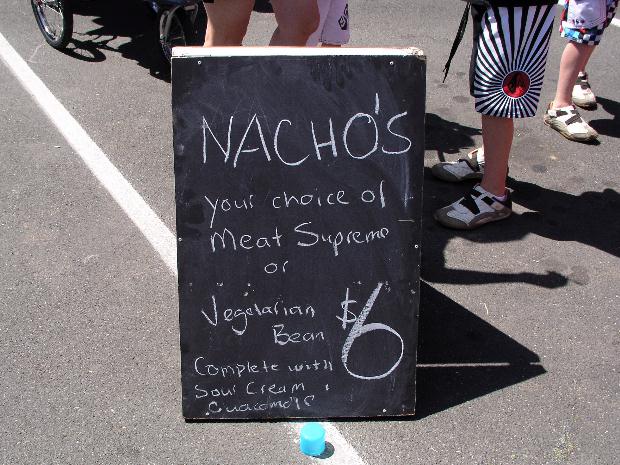 NACHO'S
your choice of
Meat Supreme
or
Vegetarian
Bean
$6
Complete with
Sour Cream &
Guacamole